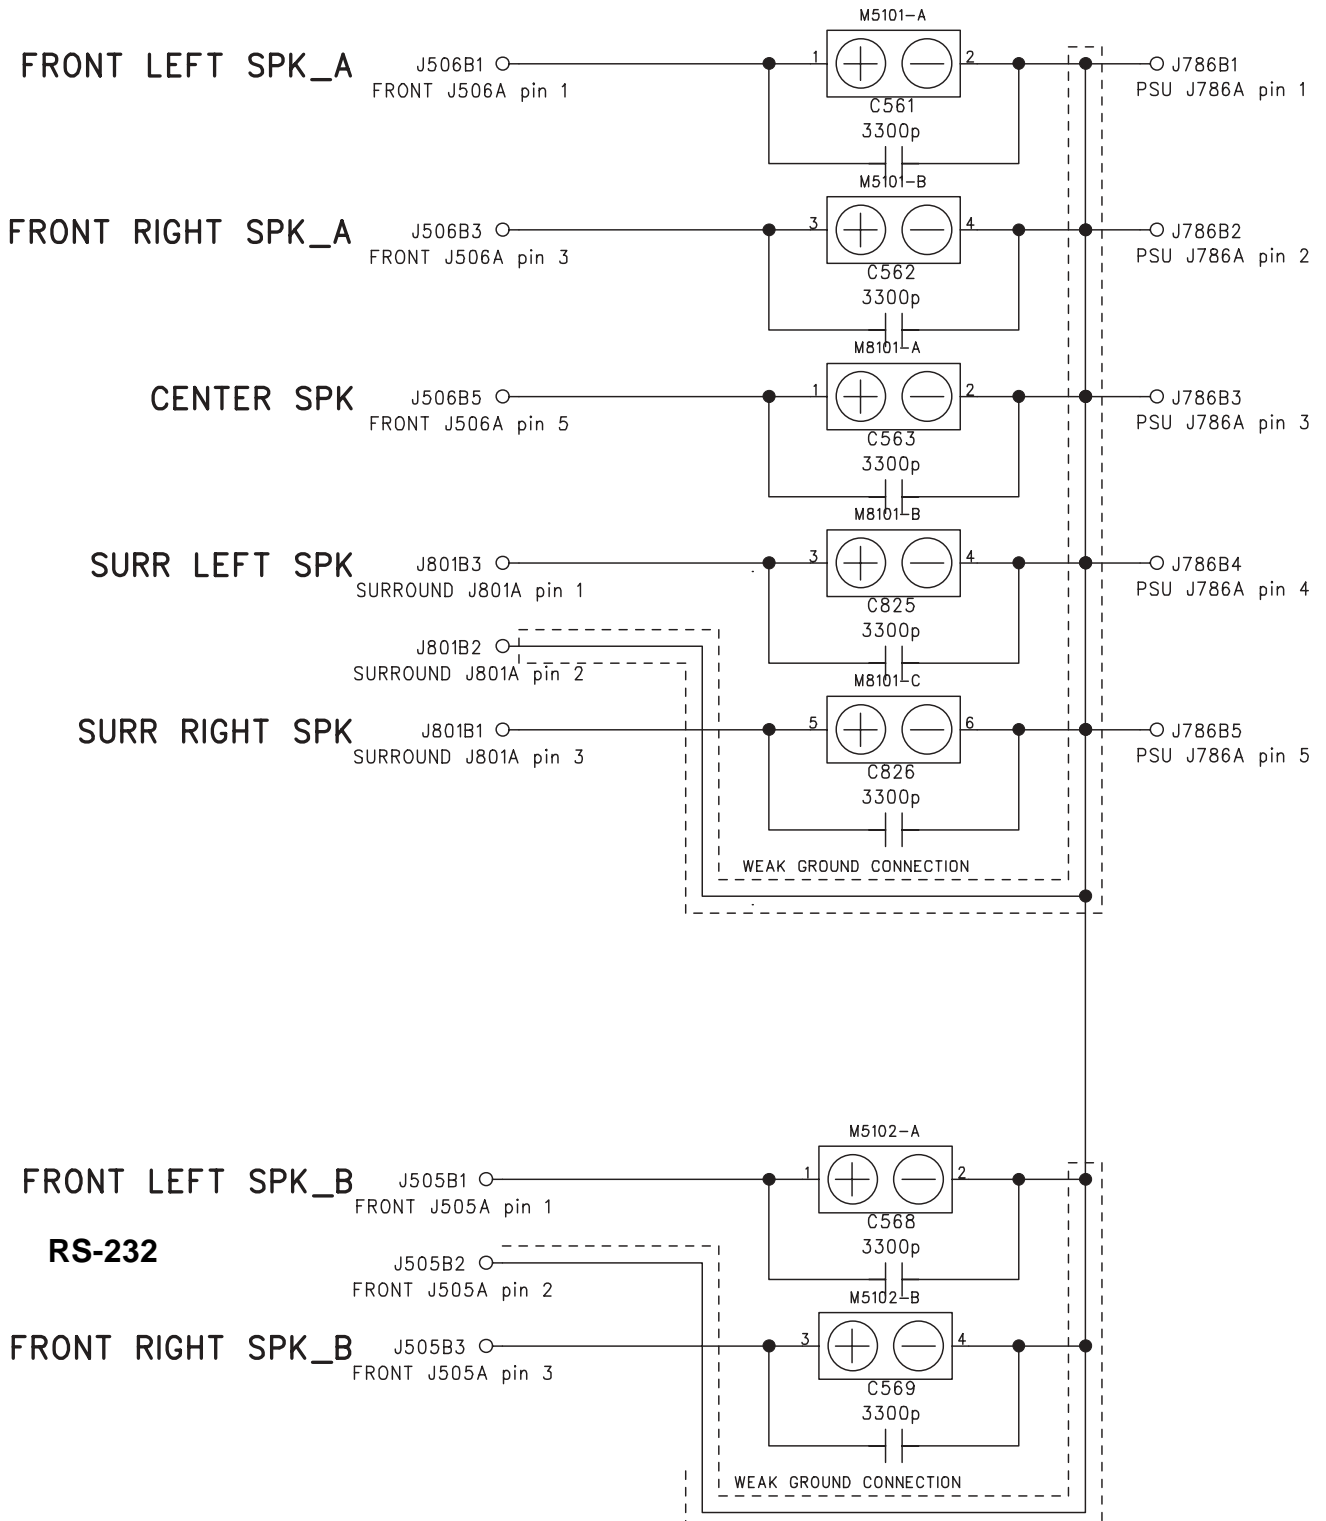 M5101-A
FRONT LEFT SPK_A
J506B1
1
2
J786B1
FRONT J506A pin 1
PSU J786A pin 1
C561
3300p
M5101-B
FRONT RIGHT SPK_A
J506B3
3
4
J786B2
FRONT J506A pin 3
PSU J786A pin 2
C562
3300p
M8101-A
CENTER SPK
J506B5
1
2
J786B3
FRONT J506A pin 5
PSU J786A pin 3
C563
3300p
M8101-B
SURR LEFT SPK
J801B3
3
4
J786B4
SURROUND J801A pin 1
PSU J786A pin 4
C825
3300p
J801B2
SURROUND J801A pin 2
M8101-C
SURR RIGHT SPK
J801B1
5
6
J786B5
SURROUND J801A pin 3
PSU J786A pin 5
C826
3300p
WEAK GROUND CONNECTION
M5102-A
FRONT LEFT SPK_B
J505B1
1
2
FRONT J505A pin 1
C568
3300p
RS-232
J505B2
FRONT J505A pin 2
M5102-B
FRONT RIGHT SPK_B
J505B3
3
4
FRONT J505A pin 3
C569
3300p
WEAK GROUND CONNECTION